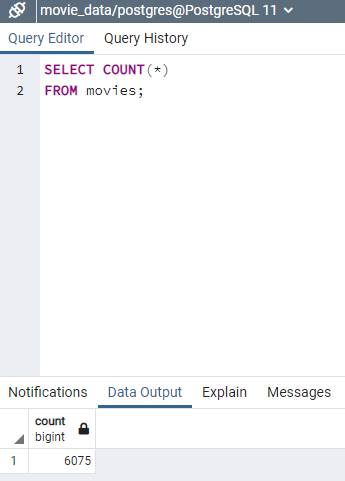 movie_data/postgres@PostgreSQL 11
Query Editor Query History
1 SELECT COUNT(*)
2 FROM movies;
Notifications Data Output Explain Messages
count
bigint
1 6075